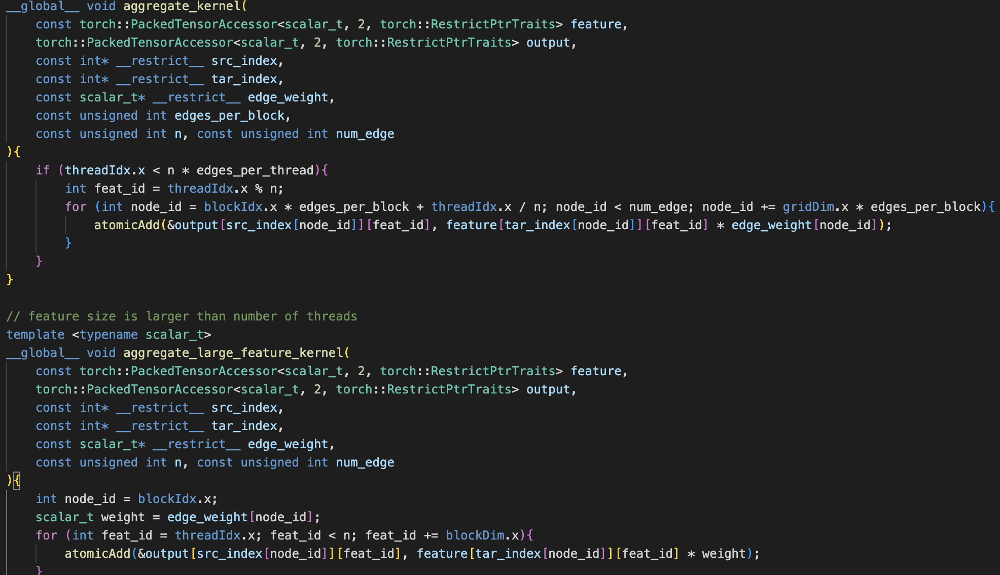 __global__ void aggregate_kernel(
    const torch::PackedTensorAccessor<scalar_t, 2, torch::RestrictPtrTraits> feature,
    torch::PackedTensorAccessor<scalar_t, 2, torch::RestrictPtrTraits> output,
    const int* __restrict__ src_index,
    const int* __restrict__ tar_index,
    const scalar_t* __restrict__ edge_weight,
    const unsigned int edges_per_block,
    const unsigned int n, const unsigned int num_edge
){
    if (threadIdx.x < n * edges_per_thread){
        int feat_id = threadIdx.x % n;
        for (int node_id = blockIdx.x * edges_per_block + threadIdx.x / n; node_id < num_edge; node_id += gridDim.x * edges_per_block){
            atomicAdd(&output[src_index[node_id]][feat_id], feature[tar_index[node_id]][feat_id] * edge_weight[node_id]);
        }
    }
}
// feature size is larger than number of threads
template <typename scalar_t>
__global__ void aggregate_large_feature_kernel(
    const torch::PackedTensorAccessor<scalar_t, 2, torch::RestrictPtrTraits> feature,
    torch::PackedTensorAccessor<scalar_t, 2, torch::RestrictPtrTraits> output,
    const int* __restrict__ src_index,
    const int* __restrict__ tar_index,
    const scalar_t* __restrict__ edge_weight,
    const unsigned int n, const unsigned int num_edge
){
    int node_id = blockIdx.x;
    scalar_t weight = edge_weight[node_id];
    for (int feat_id = threadIdx.x; feat_id < n; feat_id += blockDim.x){
        atomicAdd(&output[src_index[node_id]][feat_id], feature[tar_index[node_id]][feat_id] * weight);
    }